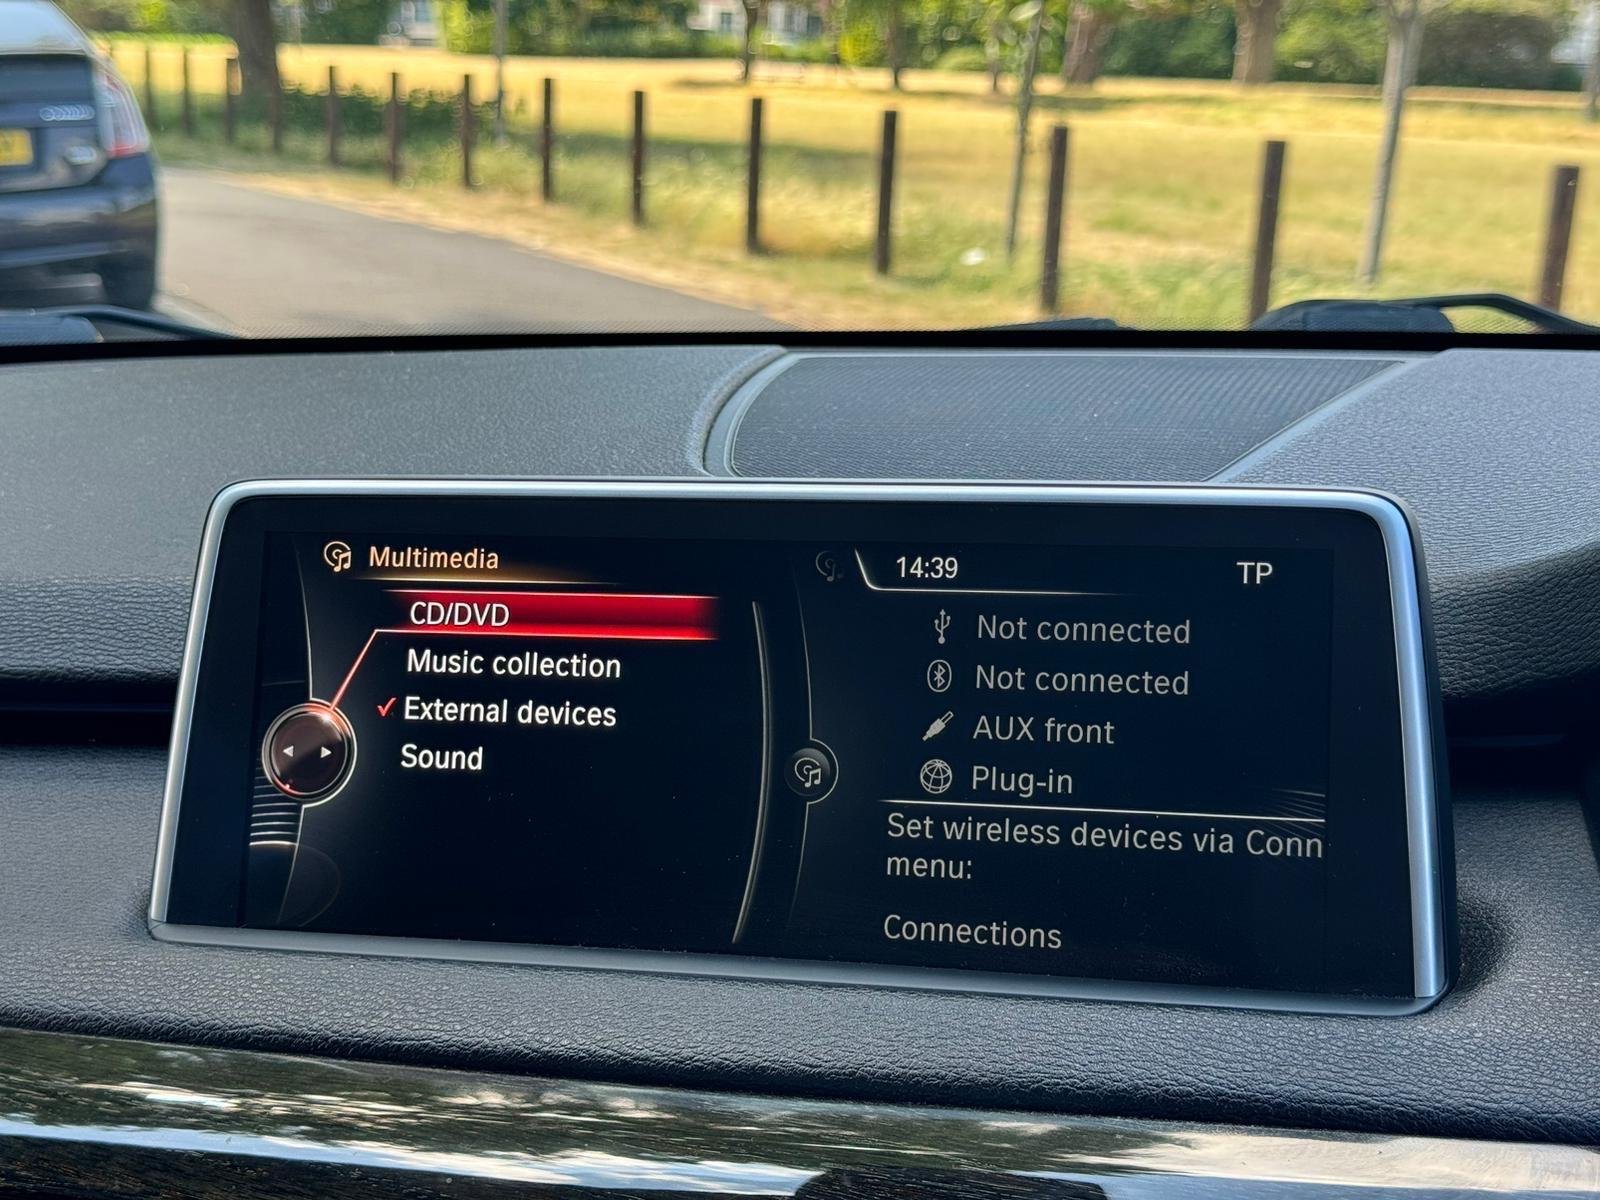 Multimedia
CD/DVD
Music collection
External devices
Sound
14:39
TP
Not connected
Not connected
AUX front
Plug-in
Set wireless devices via Conn
menu:
Connections